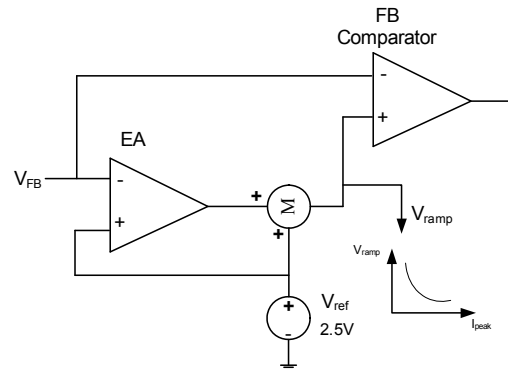 FB
Comparator
-
+
EA
V_FB
-
+
+
M
+
V_ramp
V_ramp
I_peak
+
-
V_ref
2.5V